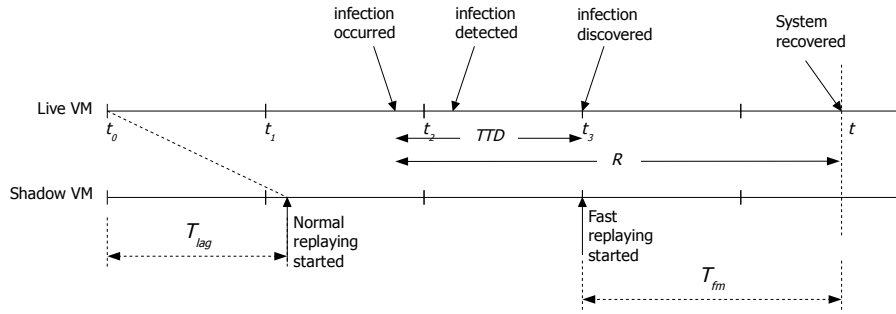 infection
occurred
infection
detected
infection
discovered
System
recovered
Live VM
t0
t1
t2
t3
t
TTD
R
Shadow VM
Tlag
Normal
replaying
started
Fast
replaying
started
Tfm